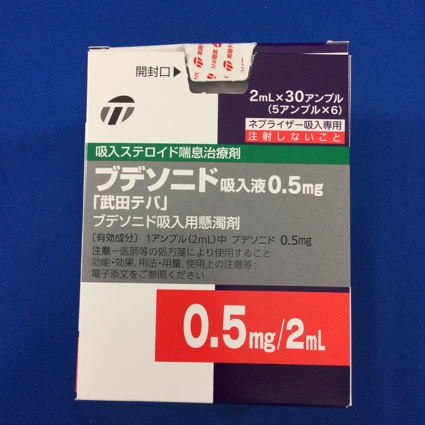 開封口▶
2mL×30アンプル
(5アンプル×6)
ネブライザー吸入専用
注射しないこと
吸入ステロイド喘息治療剤
ブデソニド吸入液0.5mg
「武田テバ」
ブデソニド吸入用懸濁剤
〔有効成分〕 1アンプル(2mL)中 ブデソニド 0.5mg
注意-医師等の処方箋により使用すること
効能・効果、用法・用量、使用上の注意等:
電子添文をご参照ください
0.5mg/2mL